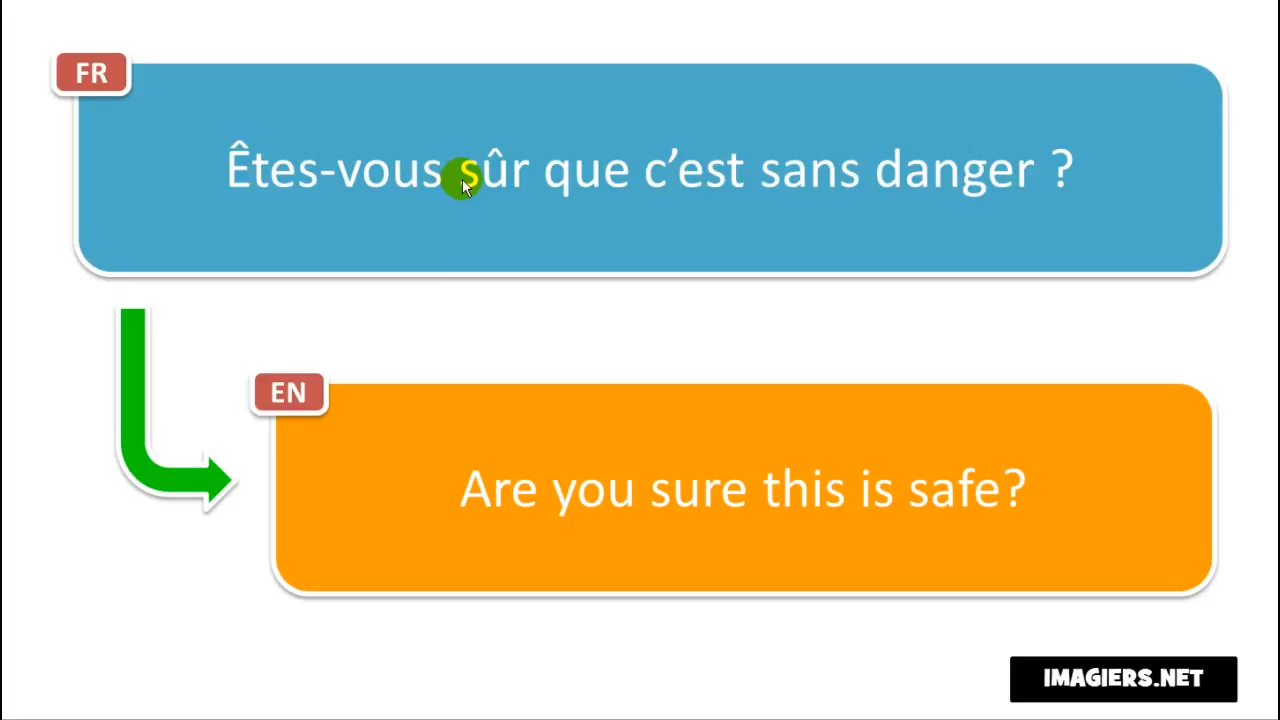 FR
Êtes-vous sûr que c’est sans danger ?
EN
Are you sure this is safe?
IMAGIERS.NET